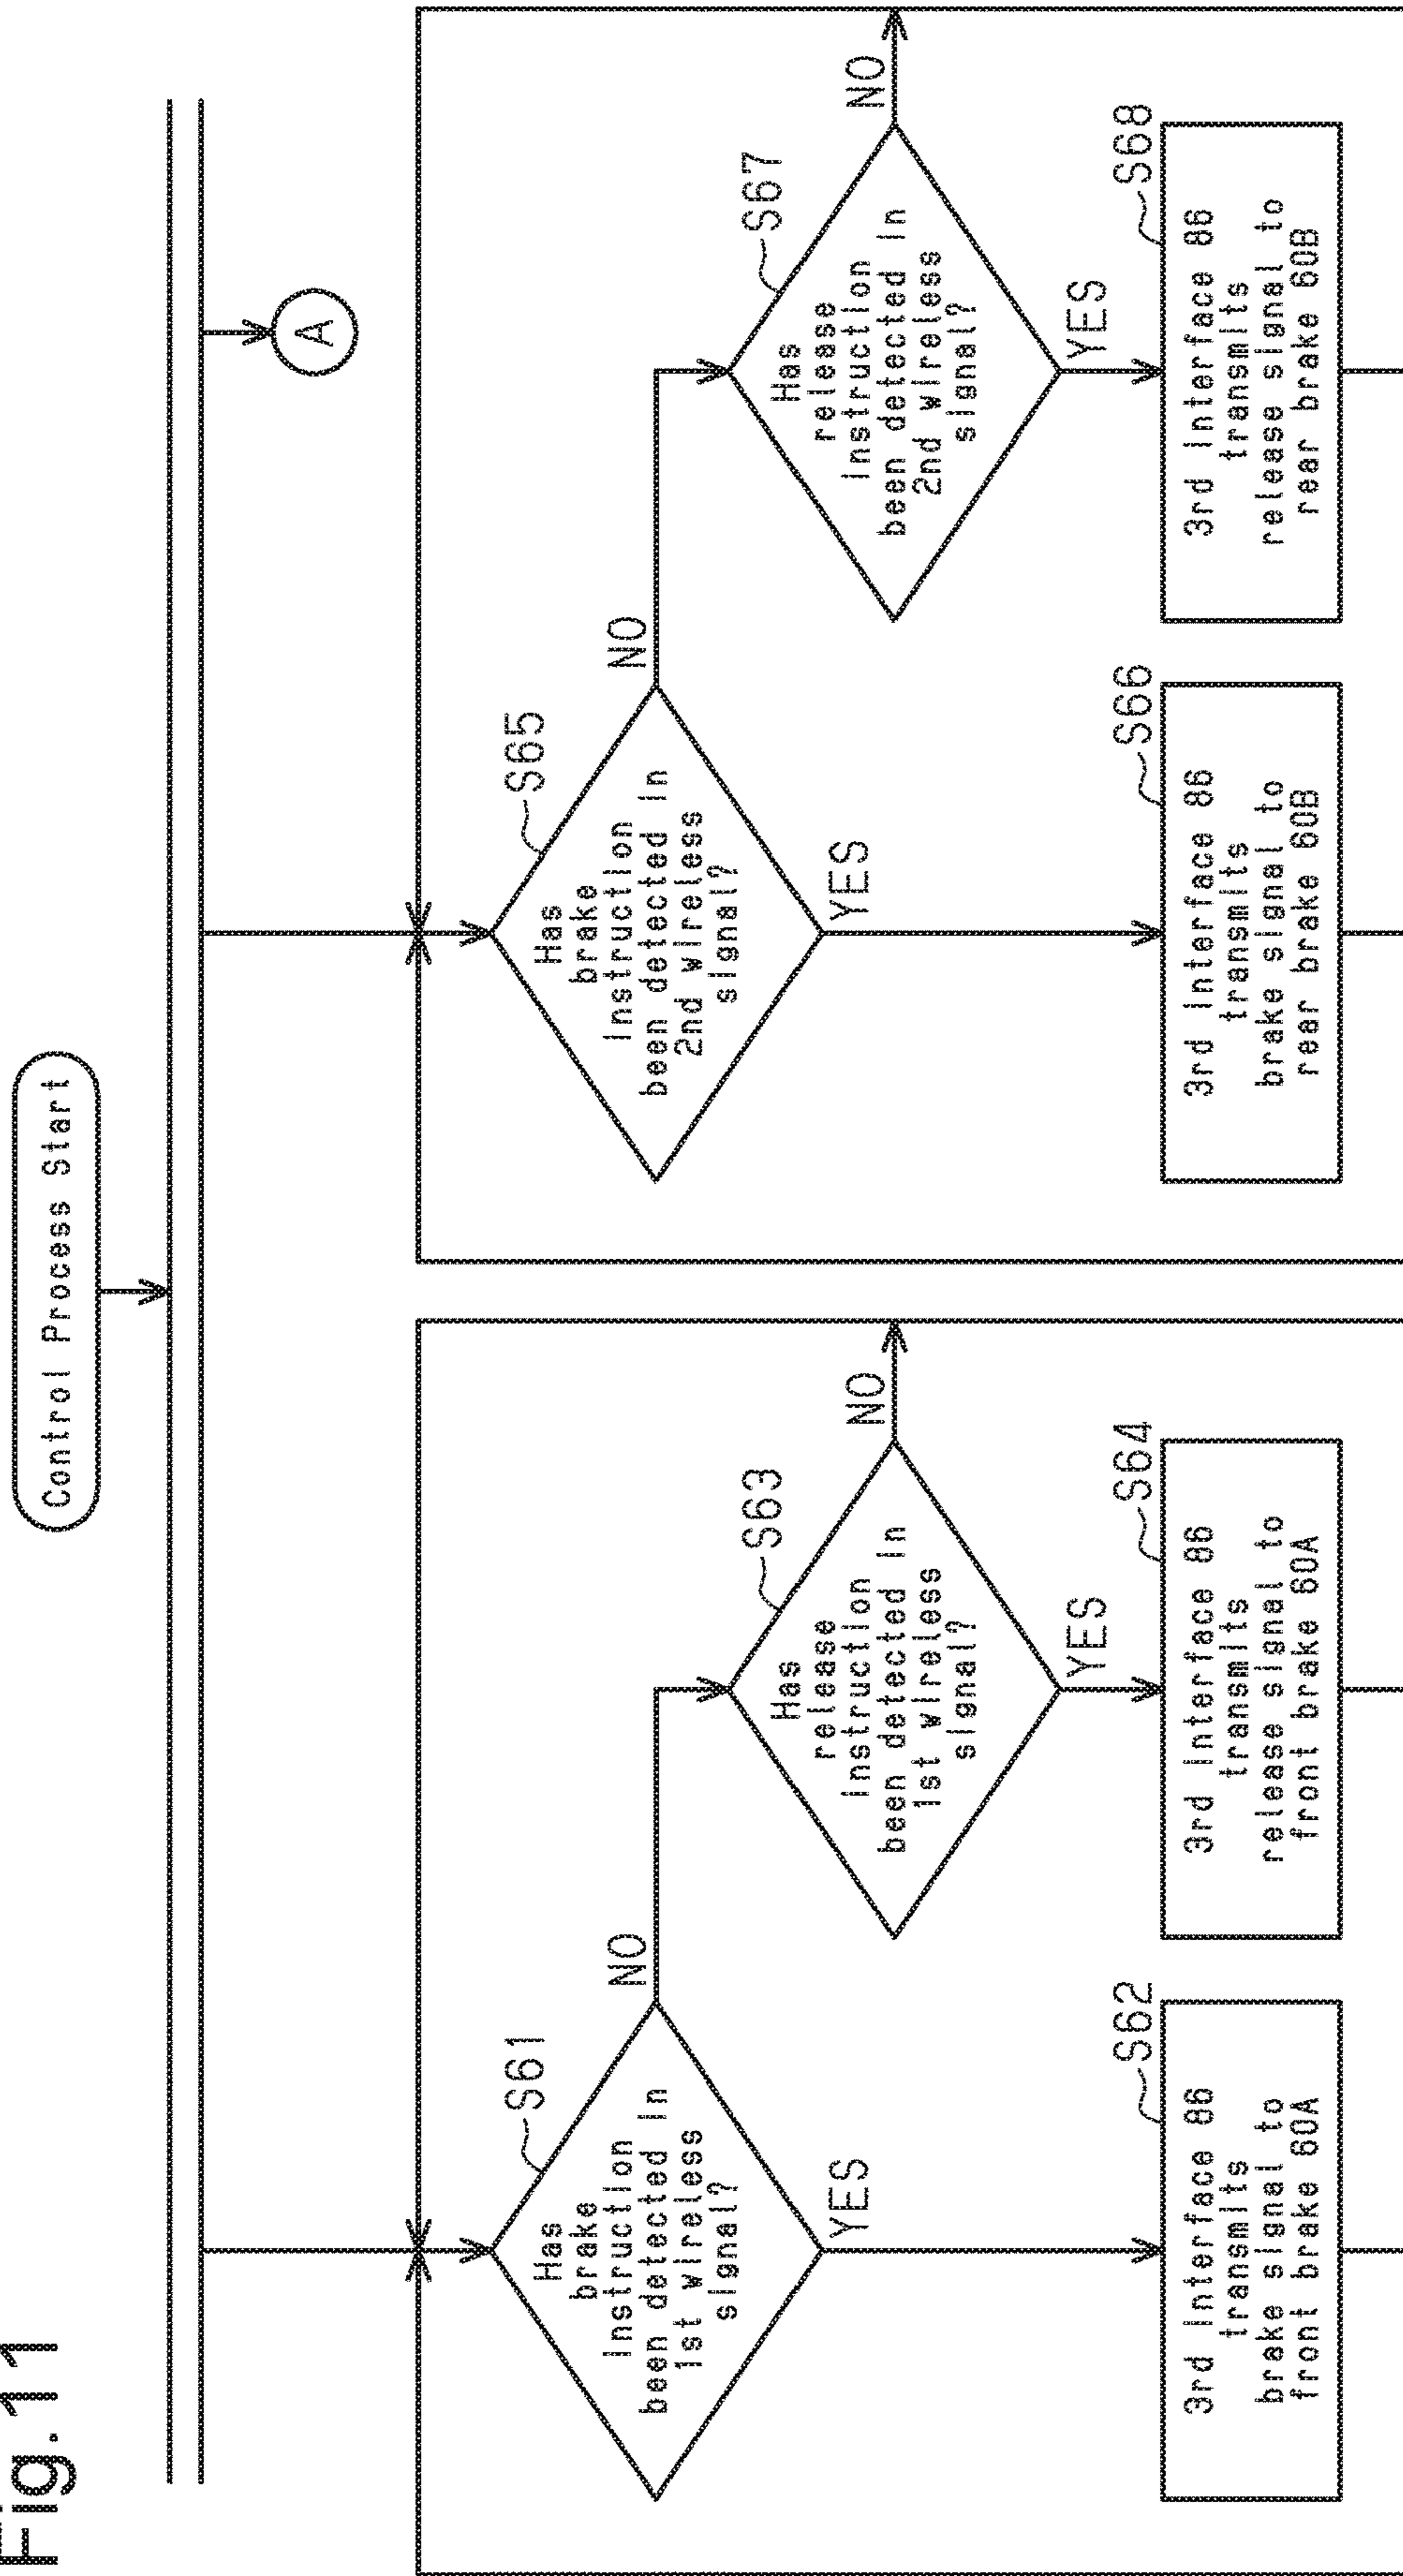 Fig.11
Control Process Start
A
S61
Has
brake
instruction
been detected in
1st wireless
signal?
NO
YES
S63
Has
release
instruction
been detected in
1st wireless
signal?
NO
YES
S62
3rd interface 86
transmits
brake signal to
front brake 60A
S64
3rd interface 86
transmits
release signal to
front brake 60A
S65
Has
brake
instruction
been detected in
2nd wireless
signal?
NO
YES
S67
Has
release
instruction
been detected in
2nd wireless
signal?
NO
YES
S66
3rd interface 86
transmits
brake signal to
rear brake 60B
S68
3rd interface 86
transmits
release signal to
rear brake 60B